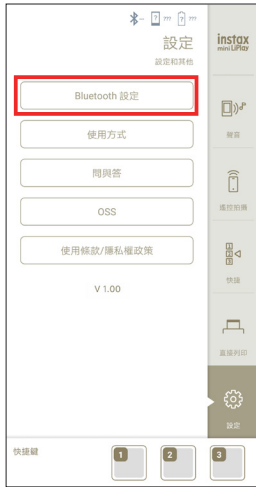 設定
instax
mini LiPlay
設定和其他
Bluetooth 設定
聲音
使用方式
問與答
遙控拍攝
OSS
使用條款/隱私權政策
快捷
V 1.00
直接列印
設定
快捷鍵
1
2
3